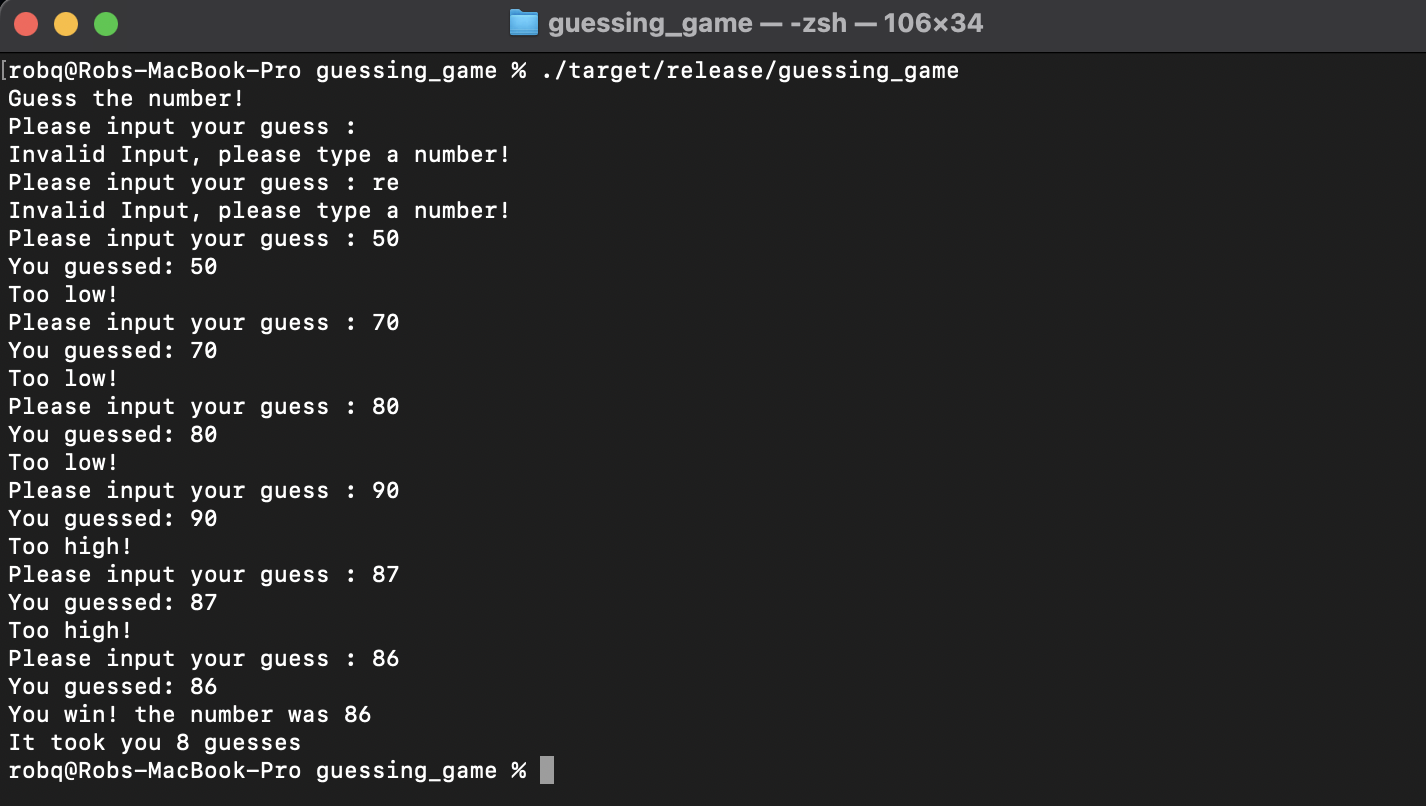 guessing_game — -zsh — 106×34
[robq@Robs-MacBook-Pro guessing_game % ./target/release/guessing_game
Guess the number!
Please input your guess :
Invalid Input, please type a number!
Please input your guess : re
Invalid Input, please type a number!
Please input your guess : 50
You guessed: 50
Too low!
Please input your guess : 70
You guessed: 70
Too low!
Please input your guess : 80
You guessed: 80
Too low!
Please input your guess : 90
You guessed: 90
Too high!
Please input your guess : 87
You guessed: 87
Too high!
Please input your guess : 86
You guessed: 86
You win! the number was 86
It took you 8 guesses
robq@Robs-MacBook-Pro guessing_game %